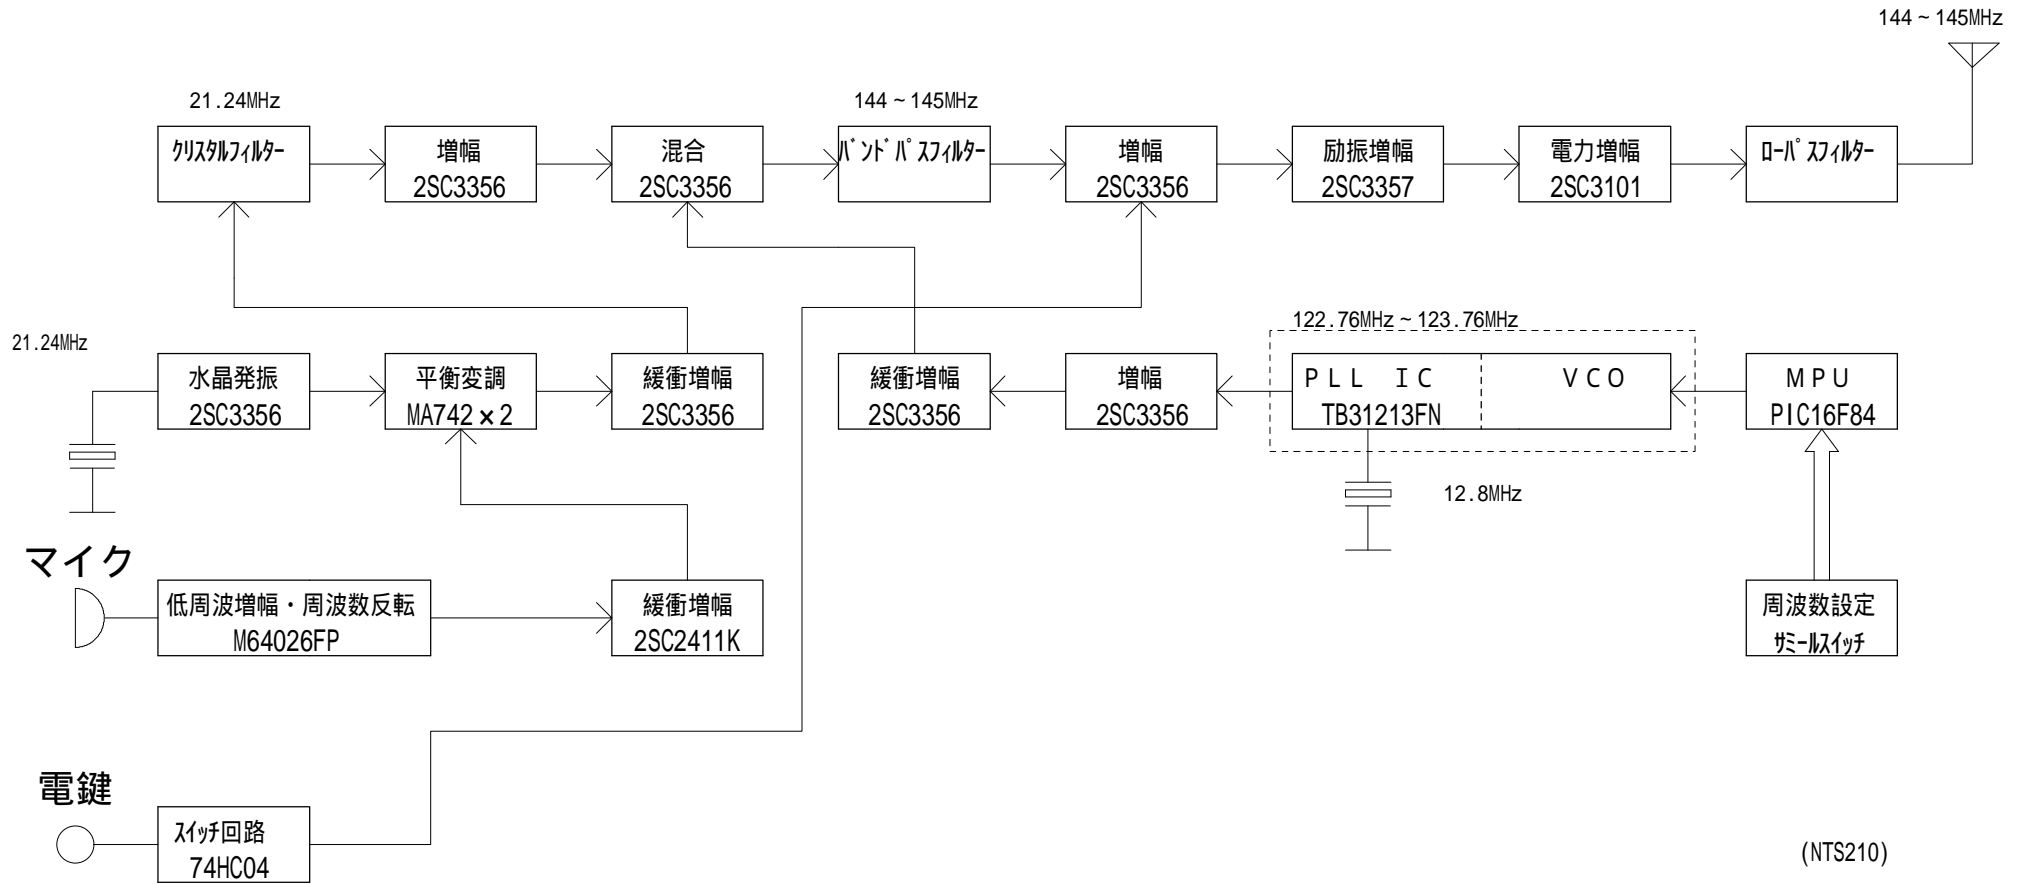 144～145MHz
21.24MHz
144～145MHz
ｸﾘｽﾀﾙﾌｨﾙﾀｰ
増幅
2SC3356
混合
2SC3356
ﾊﾞﾝﾄﾞﾊﾟｽﾌｨﾙﾀｰ
増幅
2SC3356
励振増幅
2SC3357
電力増幅
2SC3101
ﾛｰﾊﾟｽﾌｨﾙﾀｰ
21.24MHz
122.76MHz～123.76MHz
水晶発振
2SC3356
平衡変調
MA742×2
緩衝増幅
2SC3356
緩衝増幅
2SC3356
増幅
2SC3356
ＰＬＬ ＩＣ
TB31213FN
ＶＣＯ
ＭＰＵ
PIC16F84
12.8MHz
マイク
低周波増幅・周波数反転
M64026FP
緩衝増幅
2SC2411K
周波数設定
ｻﾐｰﾙｽｲｯﾁ
電鍵
ｽｲｯﾁ回路
74HC04
(NTS210)